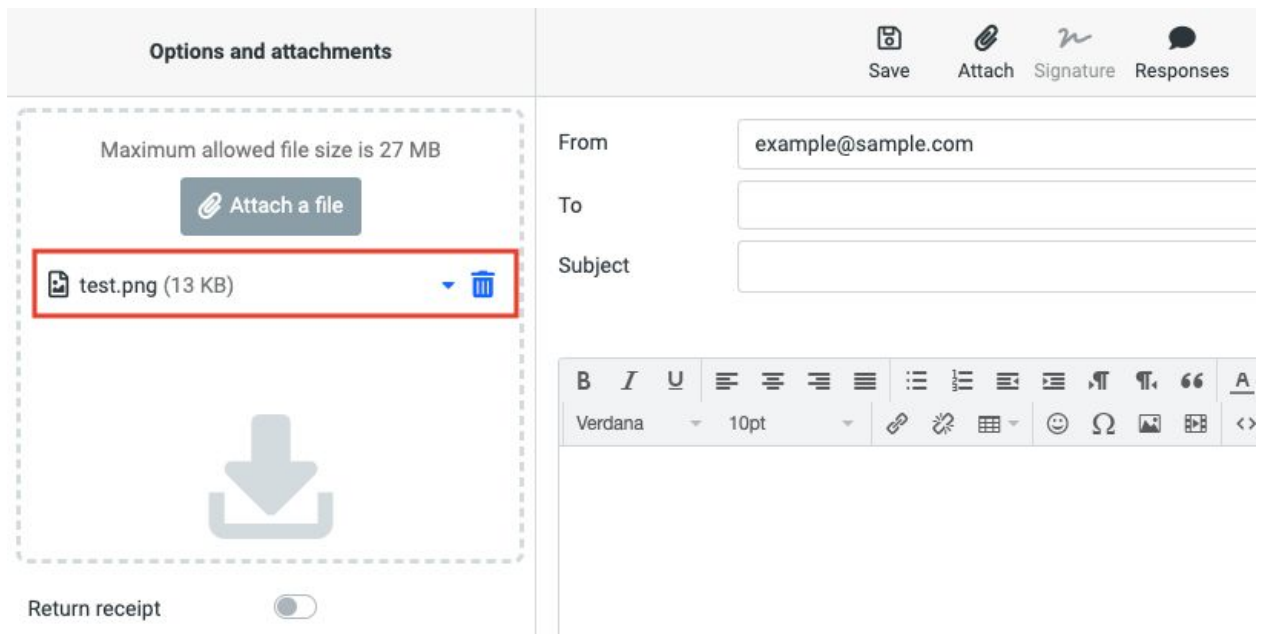 Options and attachments
Save Attach Signature Responses
Maximum allowed file size is 27 MB
Attach a file
test.png (13 KB)
Return receipt
From example@sample.com
To
Subject
B I U
A
Verdana 10pt